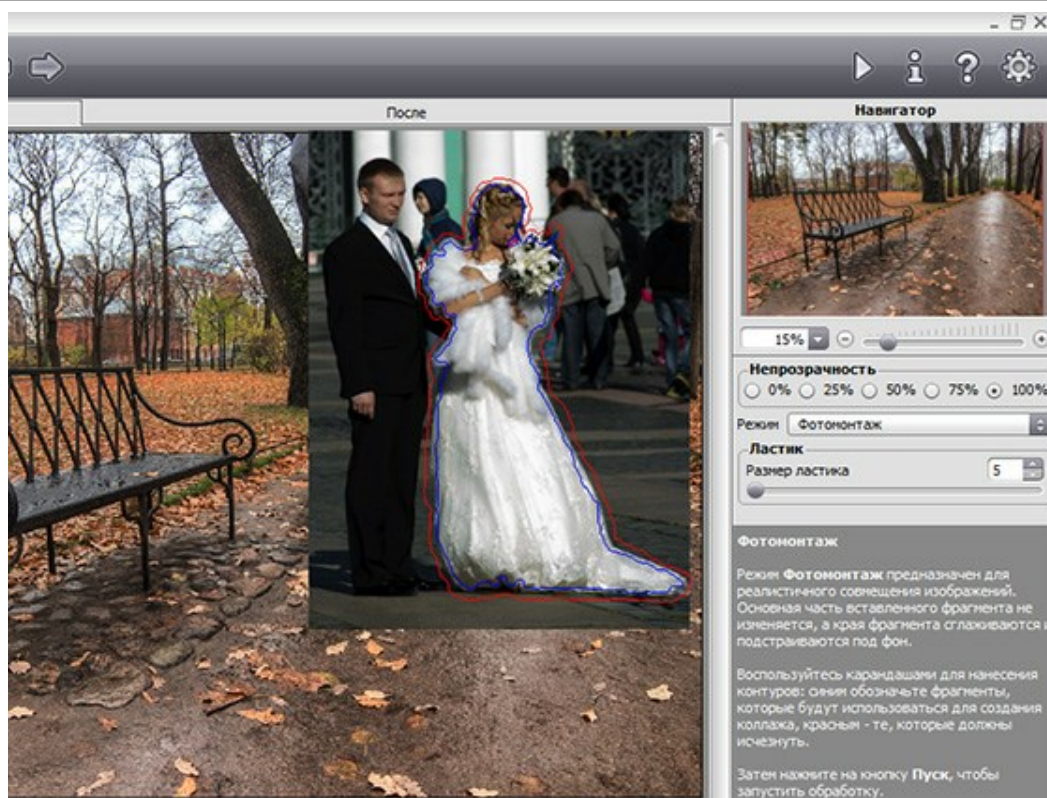 После
Навигатор
15%
Непрозрачность
0% 25% 50% 75% 100%
Режим Фотомонтаж
Ластик
Размер ластика 5
Фотомонтаж
Режим Фотомонтаж предназначен для
реалистичного совмещения изображений.
Основная часть вставленного фрагмента не
изменяется, а края фрагмента сглаживаются и
подстраиваются под фон.
Воспользуйтесь карандашами для нанесения
контуров: синим обозначьте фрагменты,
которые будут использоваться для создания
коллажа, красным - те, которые должны
исчезнуть.
Затем нажмите на кнопку Пуск, чтобы
запустить обработку.